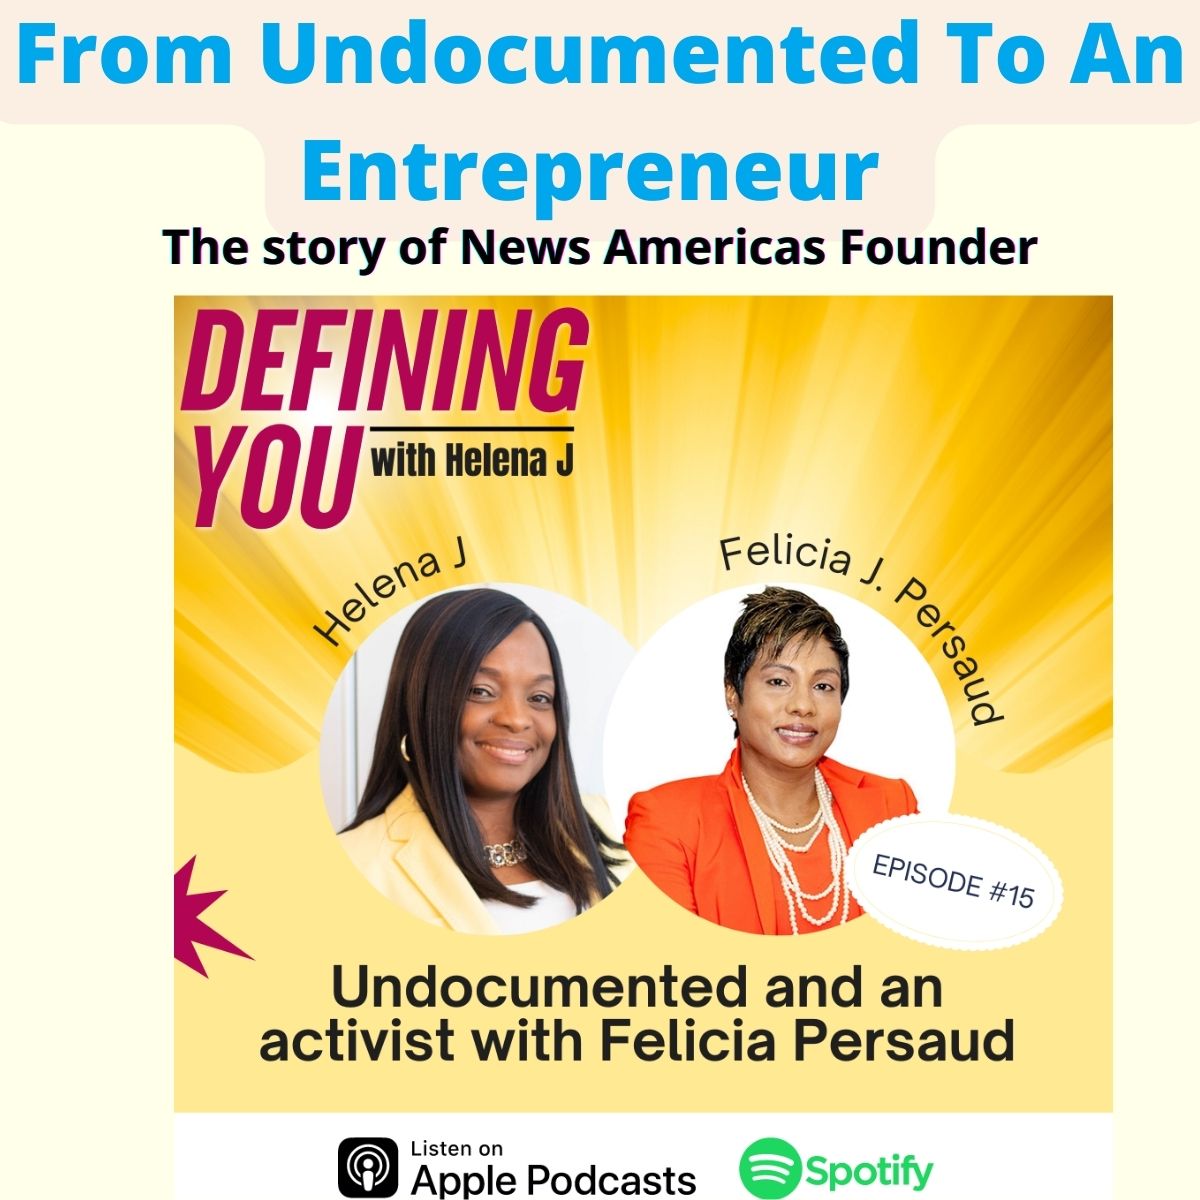 From Undocumented To An
Entrepreneur
The story of News Americas Founder
DEFINING
YOU
with Helena J
Helena J
Felicia J. Persaud
EPISODE #15
Undocumented and an
activist with Felicia Persaud
Listen on
Apple Podcasts
Spotify